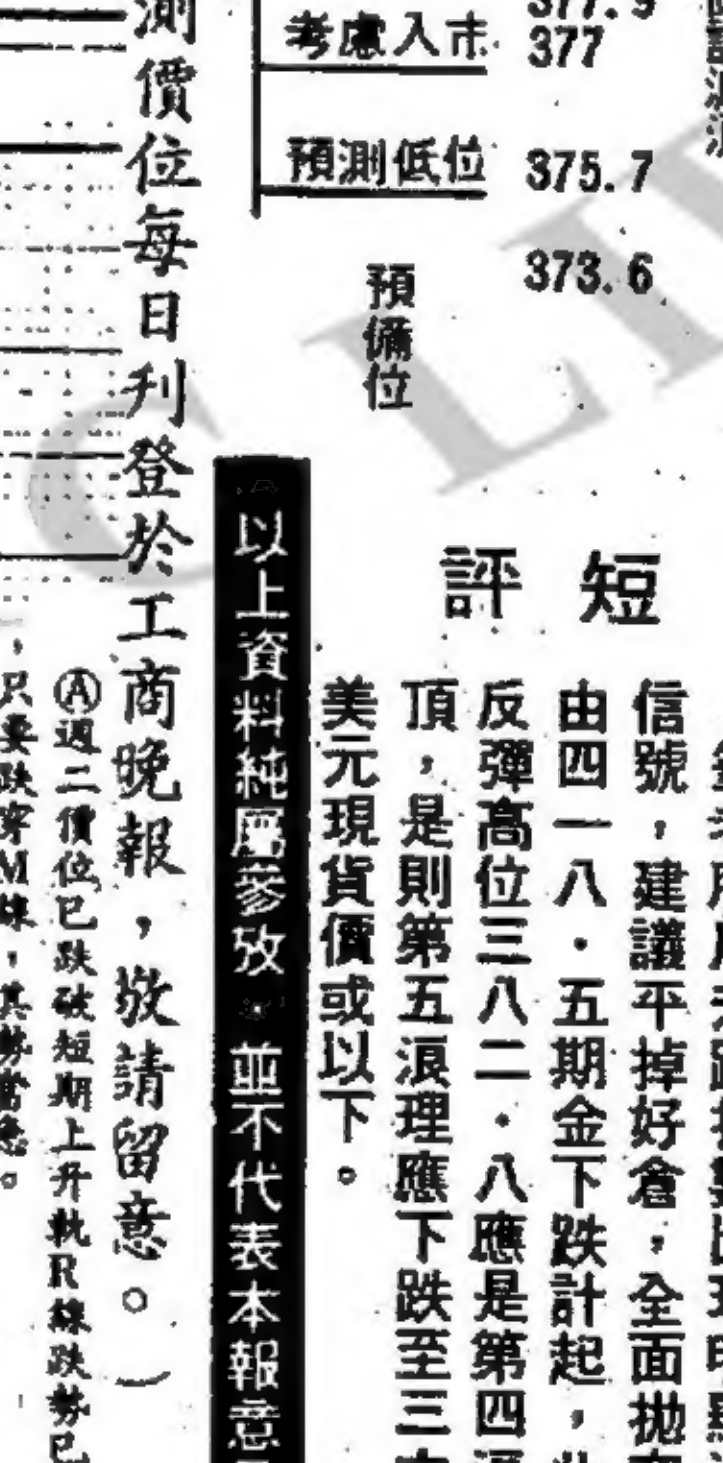 377.9
考慮入市 377
預測低位 375.7
373.6
預備位
短評
信號，建議平掉好倉，全面拋
由四一八．五期金下跌計起，
反彈高位三八二．八應是第四
頂，是則第五浪理應下跌至三
美元現貨價或以下。
以上資料純屬參攷．並不代表本報意
測價位每日刋登於工商晚報，敬請留意。）
Ⓐ週二價位已跌破短期上升軌R線跌勢已
，只要跌穿M線，其勢當急。